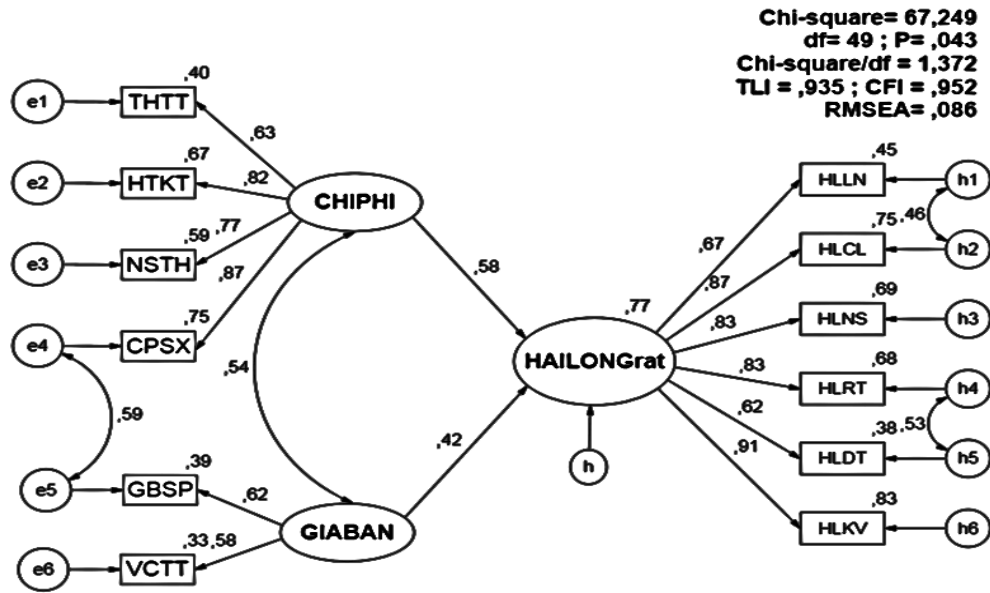 Chi-square= 67,249
df= 49 ; P= ,043
Chi-square/df = 1,372
TLI = ,935 ; CFI = ,952
RMSEA= ,086
,40
e1
THTT
,63
,67
e2
HTKT
,82
CHIPHI
,59
,77
e3
NSTH
,87
,75
e4
CPSX
,59
,54
,58
,39
e5
GBSP
,62
GIABAN
,33
,58
e6
VCTT
,42
,77
HAILONGrat
h
,45
HLLN
h1
,67
,46
,75
HLCL
h2
,87
,69
HLNS
h3
,83
,68
HLRT
h4
,83
,53
,38
HLDT
h5
,62
,83
HLKV
h6
,91